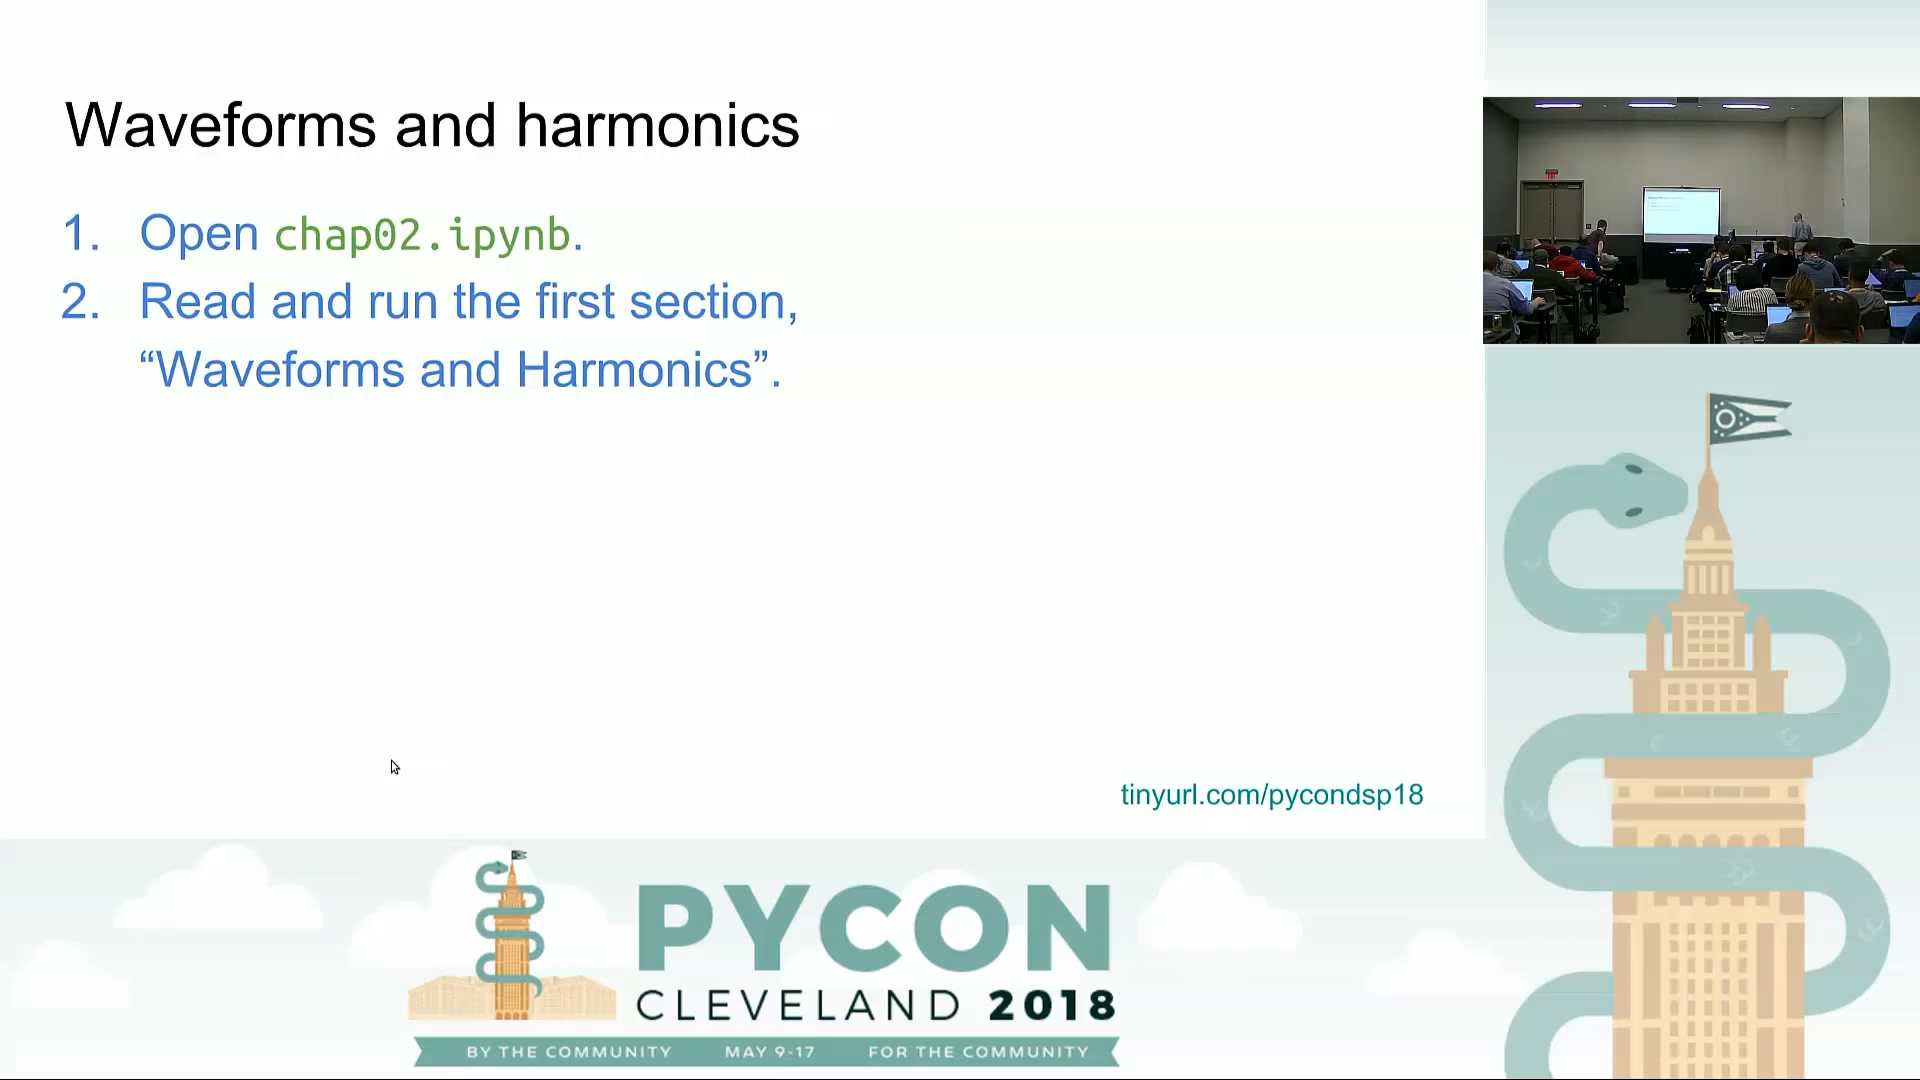 Waveforms and harmonics
1. Open chap02.ipynb.
2. Read and run the first section,
“Waveforms and Harmonics”.
tinyurl.com/pycondsp18
PYCON
CLEVELAND 2018
BY THE COMMUNITY MAY 9-17 FOR THE COMMUNITY